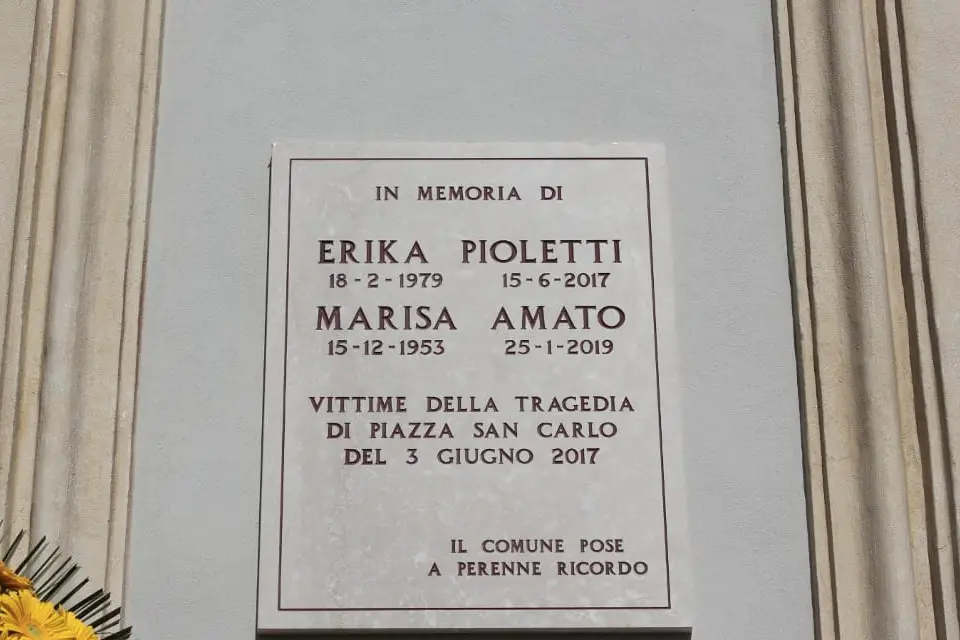 IN MEMORIA DI
ERIKA PIOLETTI
18-2-1979 15-6-2017
MARISA AMATO
15-12-1953 25-1-2019
VITTIME DELLA TRAGEDIA
DI PIAZZA SAN CARLO
DEL 3 GIUGNO 2017
IL COMUNE POSE
A PERENNE RICORDO